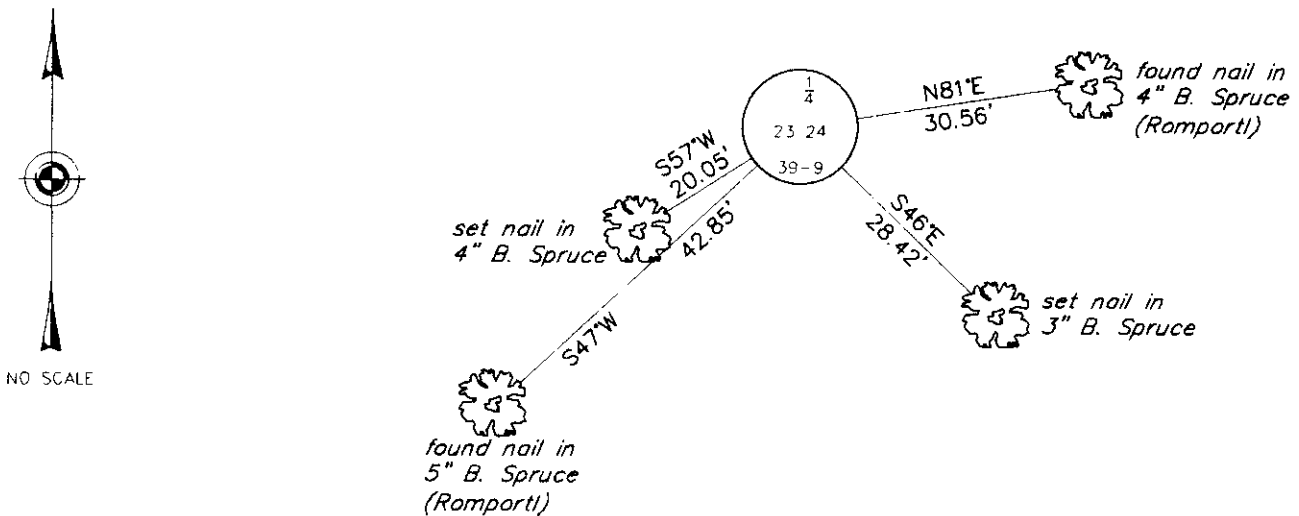 1
4
23 24
39-9
N81°E
30.56'
found nail in
4" B. Spruce
(Romportl)
S57°W
20.05'
set nail in
4" B. Spruce
42.85'
S47°W
S46°E
28.42'
set nail in
3" B. Spruce
NO SCALE
found nail in
5" B. Spruce
(Romportl)